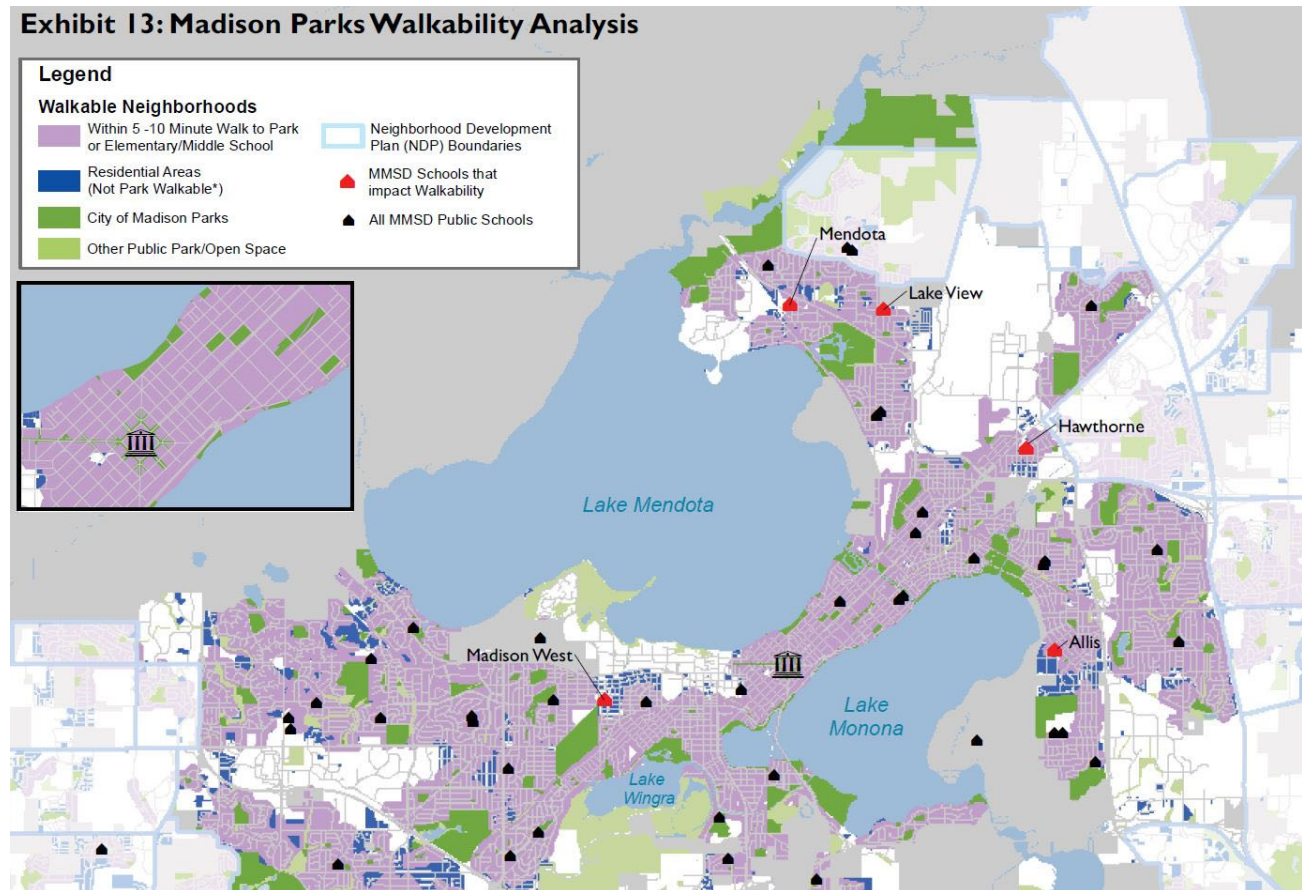 Exhibit 13: Madison Parks Walkability Analysis
Legend
Walkable Neighborhoods
Within 5 -10 Minute Walk to Park
or Elementary/Middle School
Residential Areas
(Not Park Walkable*)
City of Madison Parks
Other Public Park/Open Space
Neighborhood Development
Plan (NDP) Boundaries
MMSD Schools that
impact Walkability
All MMSD Public Schools
Mendota
Lake View
Hawthorne
Lake Mendota
Allis
Madison West
Lake
Monona
Lake
Wingra